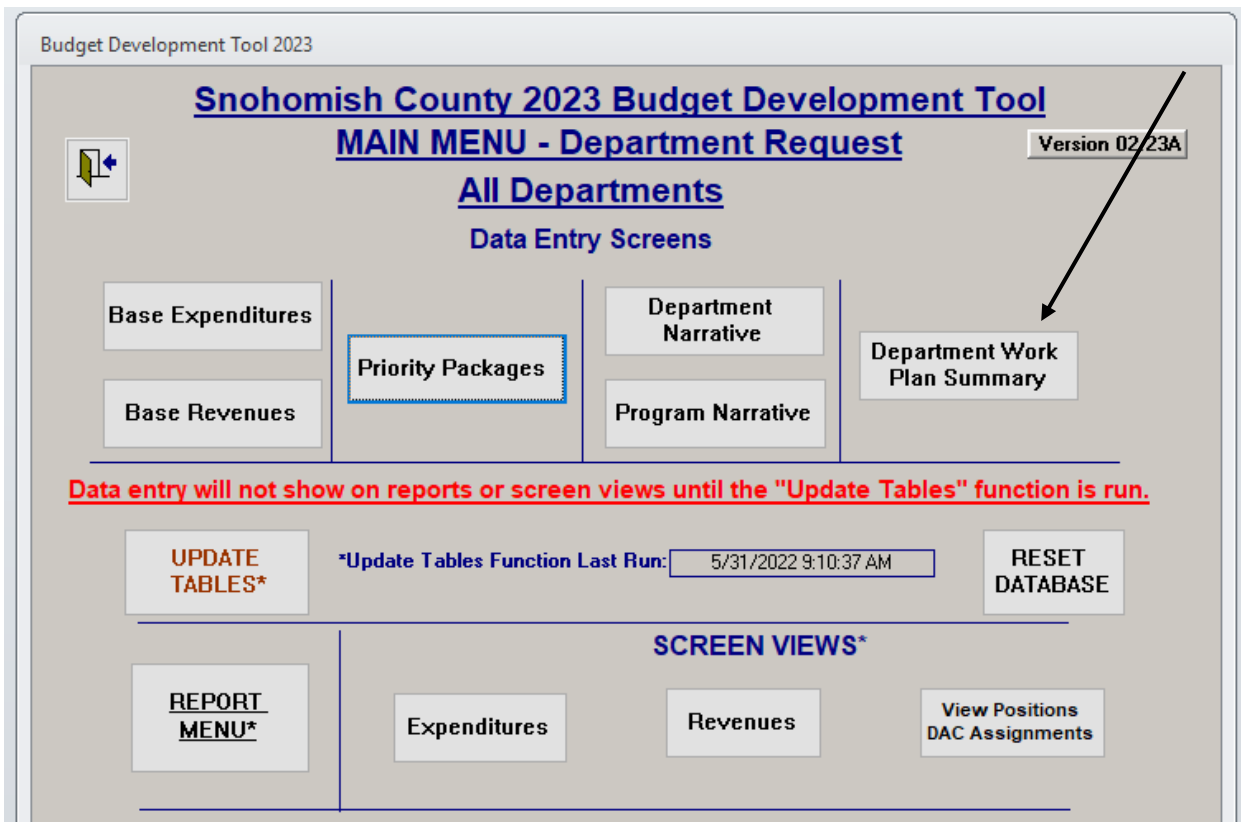 Budget Development Tool 2023
Snohomish County 2023 Budget Development Tool
MAIN MENU - Department Request
Version 02/23A
All Departments
Data Entry Screens
Base Expenditures
Base Revenues
Priority Packages
Department
Narrative
Program Narrative
Department Work
Plan Summary
Data entry will not show on reports or screen views until the "Update Tables" function is run.
UPDATE
TABLES*
*Update Tables Function Last Run:
5/31/2022 9:10:37 AM
RESET
DATABASE
REPORT
MENU*
SCREEN VIEWS*
Expenditures
Revenues
View Positions
DAC Assignments